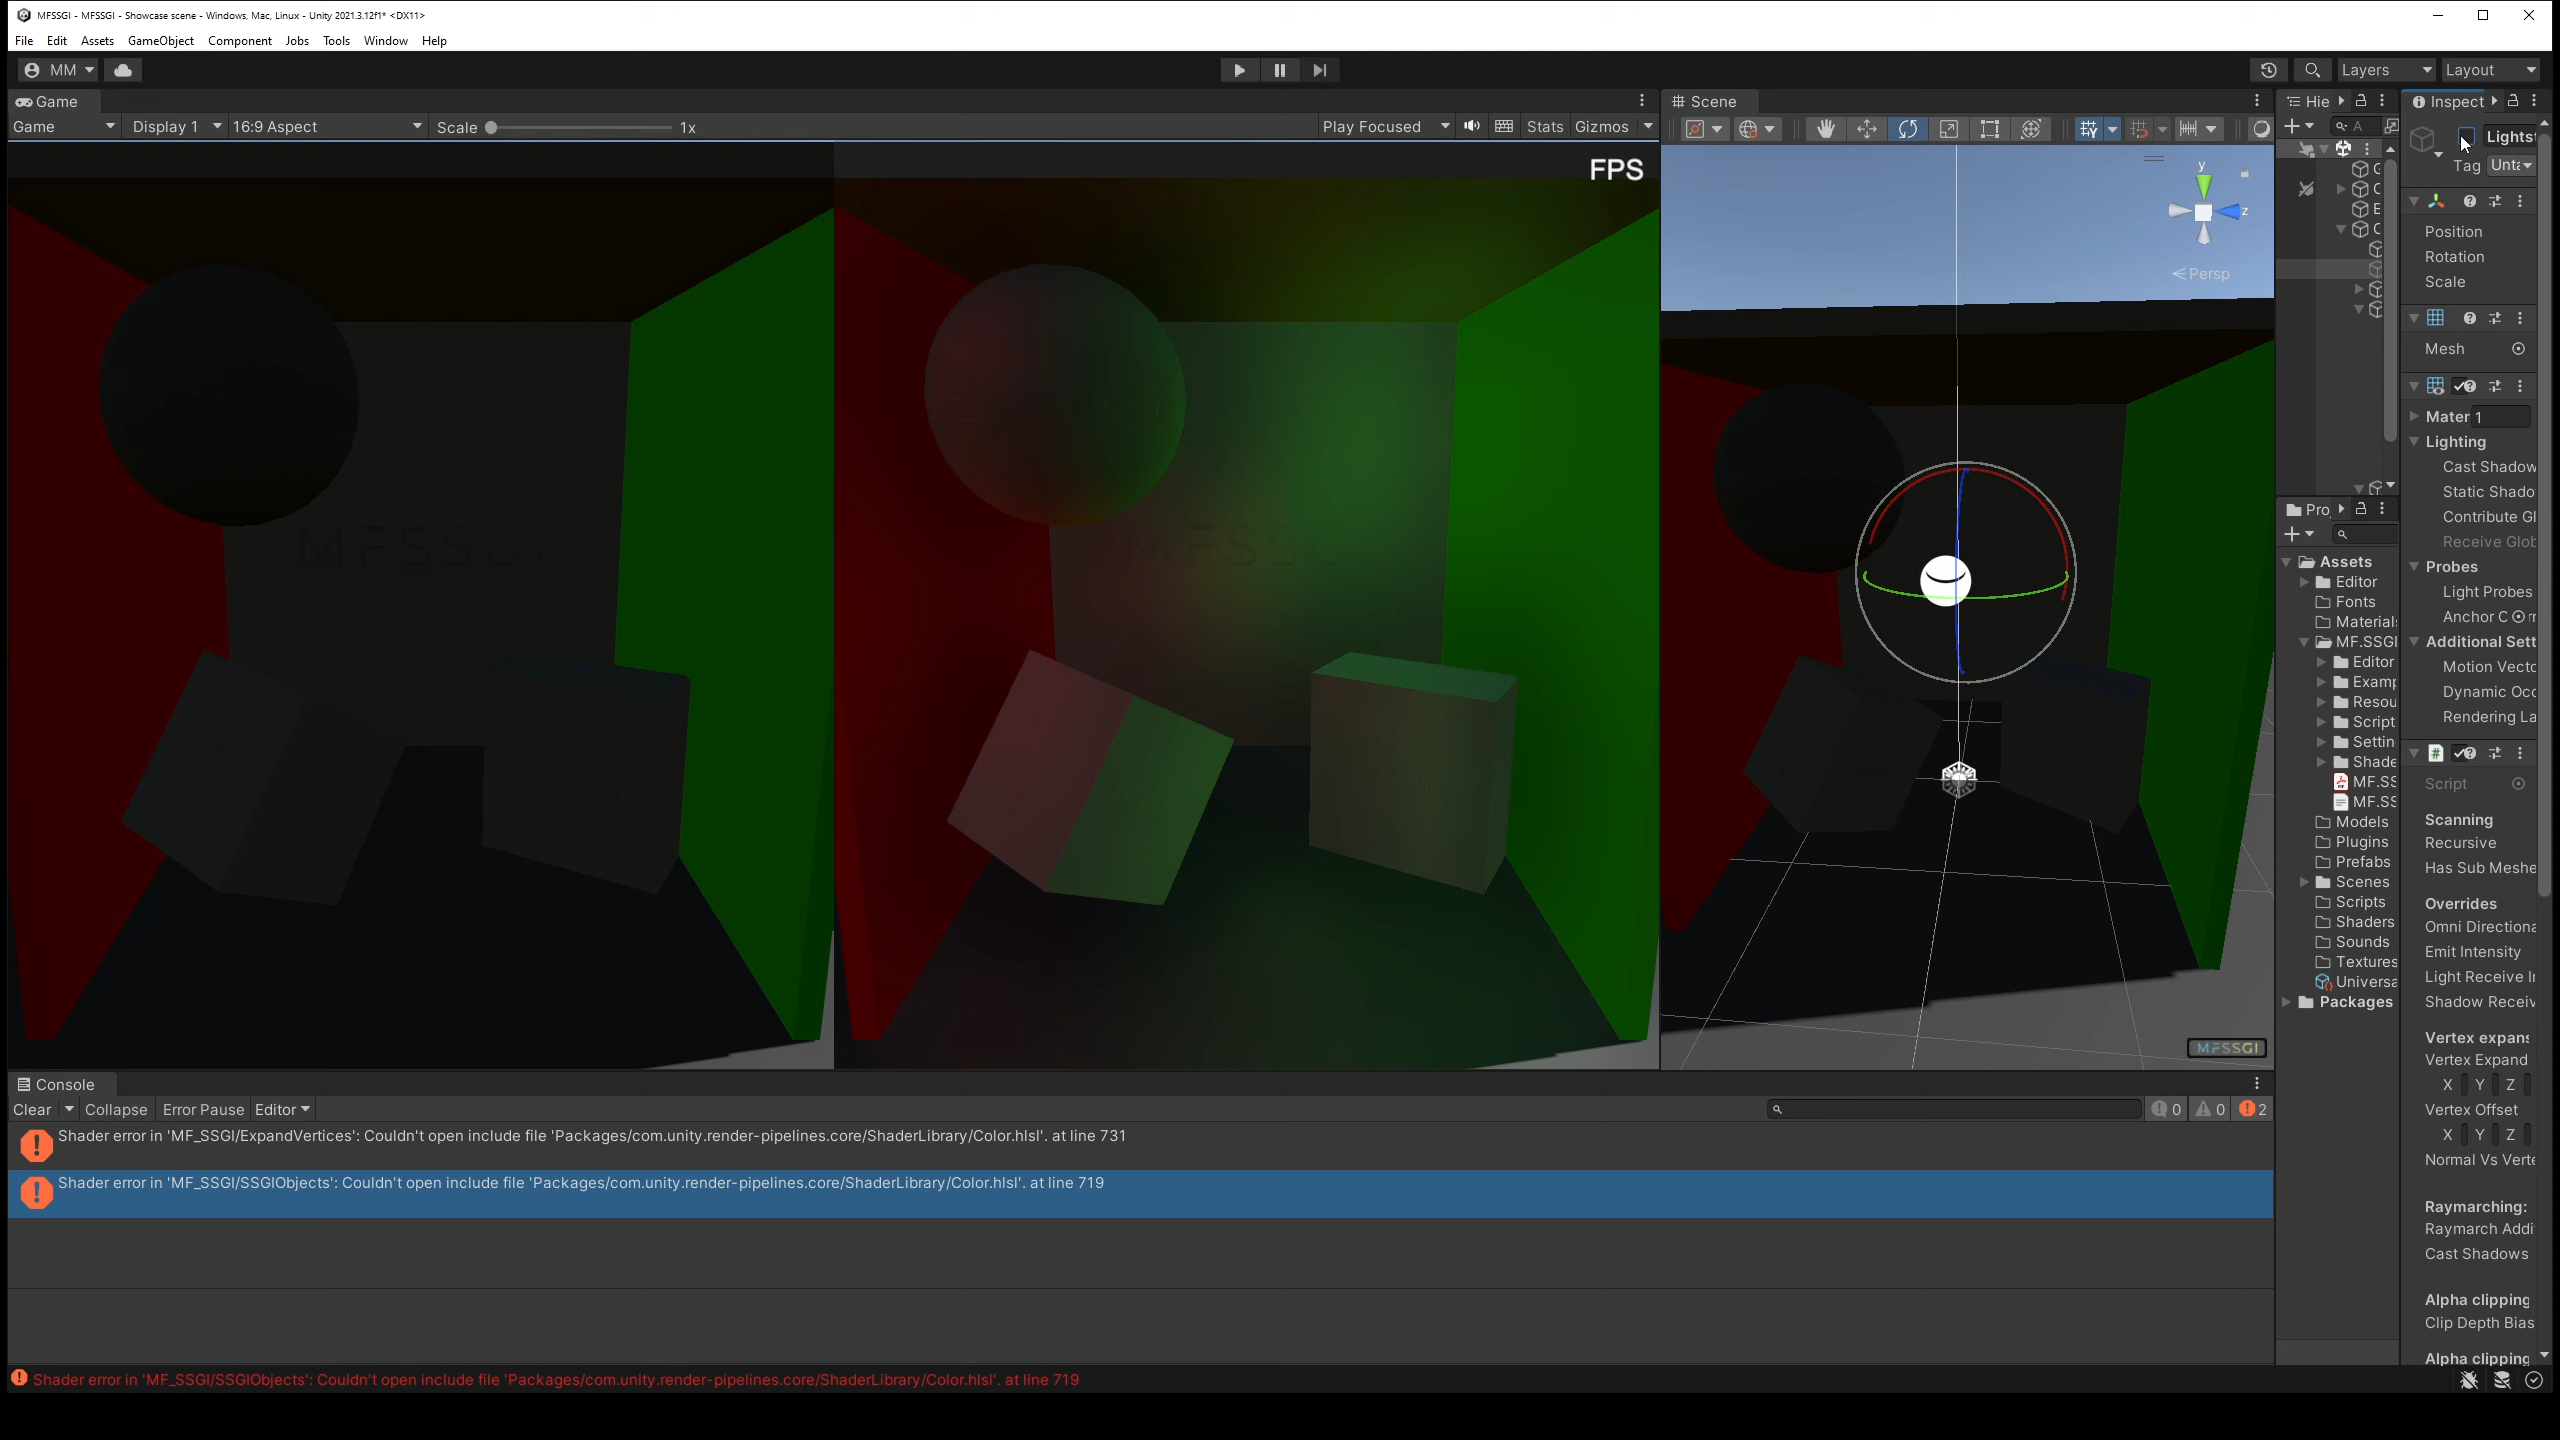 MFSSGI - MFSSGI - Showcase scene - Windows, Mac, Linux - Unity 2021.3.12f1* <DX11>
File Edit Assets GameObject Component Jobs Tools Window Help
MM
Layers Layout
Game
Game Display 1 16:9 Aspect Scale 1x Play Focused Stats Gizmos
FPS
MFSSGI
MFSSGI
Scene
y
z
Persp
MFSSGI
Hie
Pro
Assets
Editor
Fonts
Material
MF.SSGI
Editor
Examp
Resou
Script
Settin
Shade
MF.SS
MF.SS
Models
Plugins
Prefabs
Scenes
Scripts
Shaders
Sounds
Textures
Universa
Packages
Inspect
Lights
Tag Unta
Position
Rotation
Scale
Mesh
Mater 1
Lighting
Cast Shadow
Static Shado
Contribute Gl
Receive Glob
Probes
Light Probes
Anchor O
Additional Sett
Motion Vecto
Dynamic Occ
Rendering La
Script
Scanning
Recursive
Has Sub Meshe
Overrides
Omni Directiona
Emit Intensity
Light Receive I
Shadow Receiv
Vertex expans
Vertex Expand
X Y Z
Vertex Offset
X Y Z
Normal Vs Verte
Raymarching:
Raymarch Addi
Cast Shadows
Alpha clipping
Clip Depth Bias
Alpha clipping
Console
Clear Collapse Error Pause Editor 0 0 2
Shader error in 'MF_SSGI/ExpandVertices': Couldn't open include file 'Packages/com.unity.render-pipelines.core/ShaderLibrary/Color.hlsl'. at line 731
Shader error in 'MF_SSGI/SSGIObjects': Couldn't open include file 'Packages/com.unity.render-pipelines.core/ShaderLibrary/Color.hlsl'. at line 719
Shader error in 'MF_SSGI/SSGIObjects': Couldn't open include file 'Packages/com.unity.render-pipelines.core/ShaderLibrary/Color.hlsl'. at line 719